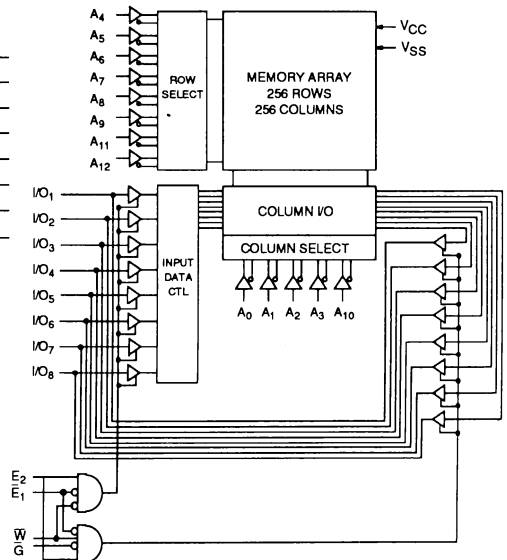 A4
A5
A6
A7
A8
A9
A11
A12
ROW SELECT
MEMORY ARRAY
256 ROWS
256 COLUMNS
VCC
VSS
I/O1
I/O2
I/O3
I/O4
I/O5
I/O6
I/O7
I/O8
INPUT DATA CTL
COLUMN I/O
COLUMN SELECT
A0 A1 A2 A3 A10
E2
E̅1
W̅
G̅